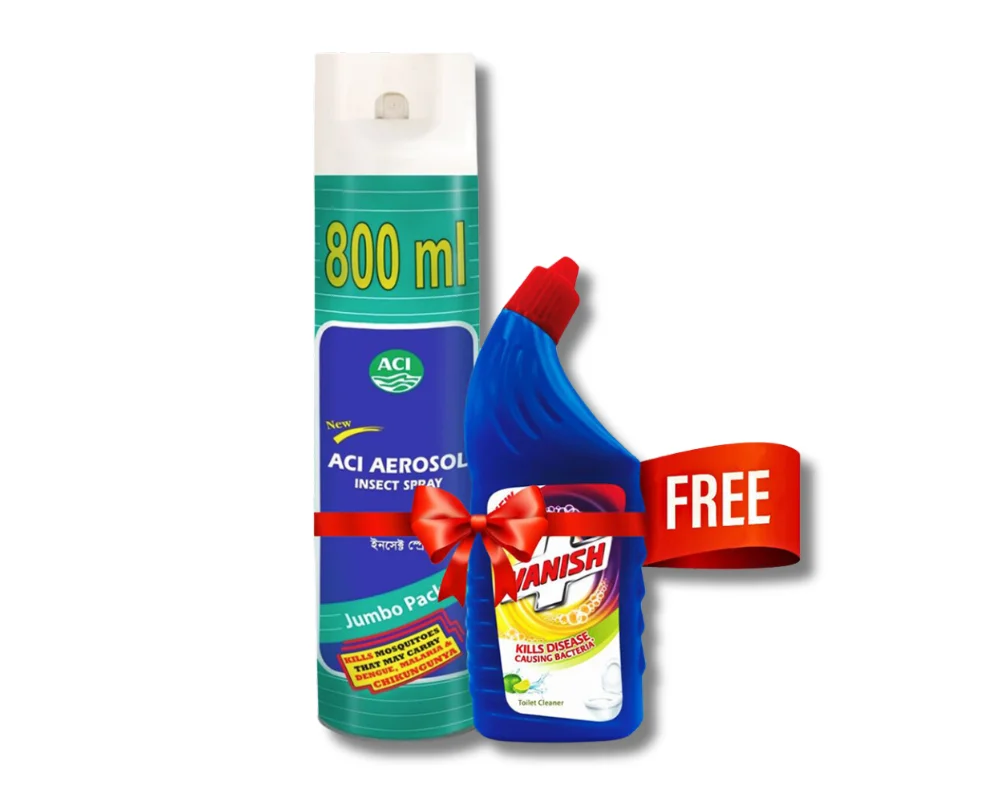 800 ml
ACI
New
ACI AEROSOL
INSECT SPRAY
ইনসেক্ট
Jumbo Pack
KILLS MOSQUITOES
THAT MAY CARRY
DENGUE, MALARIA &
CHIKUNGUNYA
FREE
VANISH
KILLS DISEASE
CAUSING BACTERIA
Toilet Cleaner